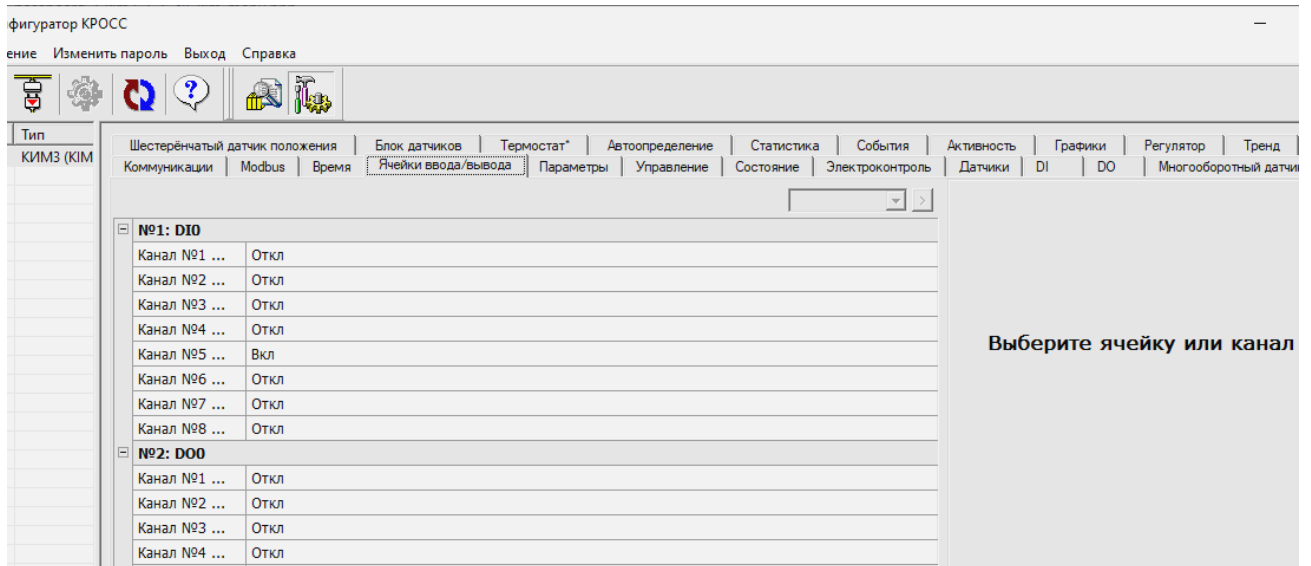 фигуратор КРОСС
ение Изменить пароль Выход Справка
Тип
КИМ3 (KIM
Шестерёнчатый датчик положения Блок датчиков Термостат* Автоопределение Статистика События Активность Графики Регулятор Тренд
Коммуникации Modbus Время Ячейки ввода/вывода Параметры Управление Состояние Электроконтроль Датчики DI DO Многооборотный датчи
№1: DI0
Канал №1 ... Откл
Канал №2 ... Откл
Канал №3 ... Откл
Канал №4 ... Откл
Канал №5 ... Вкл
Канал №6 ... Откл
Канал №7 ... Откл
Канал №8 ... Откл
Выберите ячейку или канал
№2: DO0
Канал №1 ... Откл
Канал №2 ... Откл
Канал №3 ... Откл
Канал №4 ... Откл